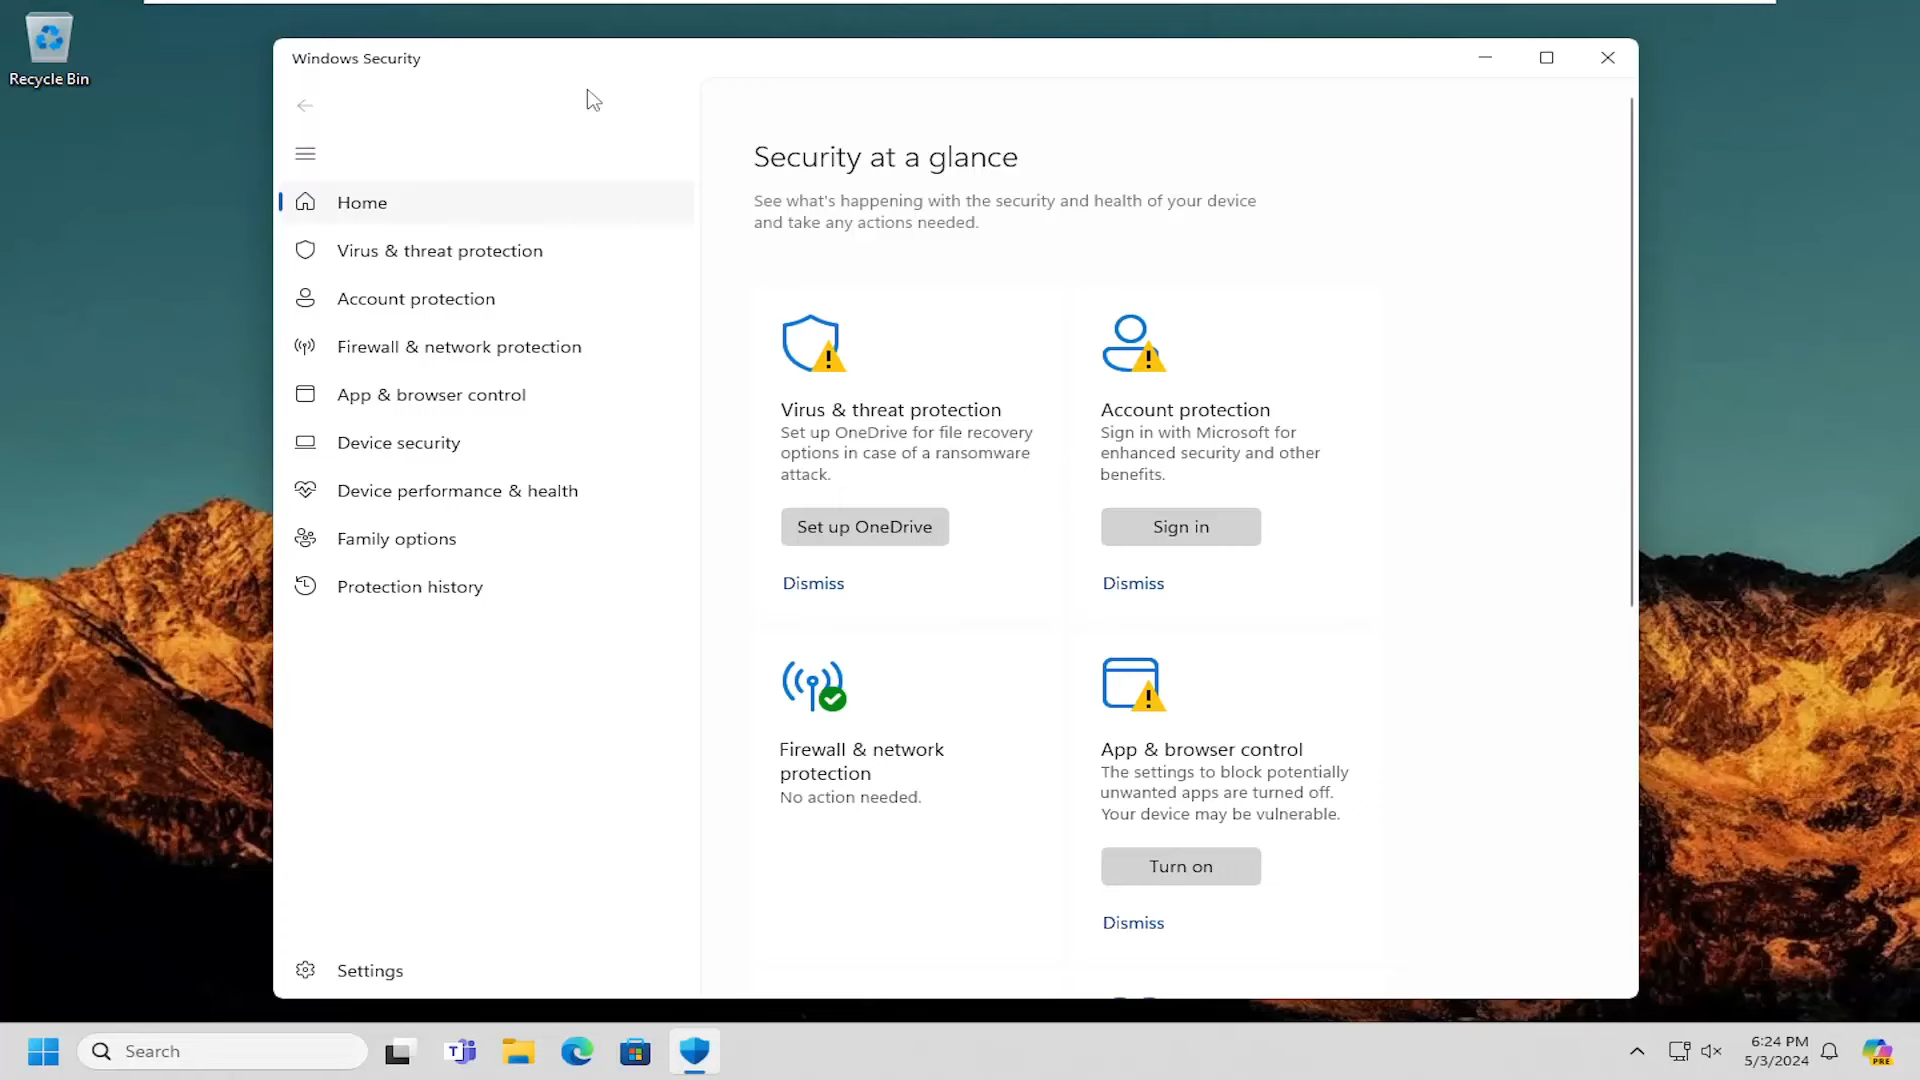 Recycle Bin
Windows Security
Home
Virus & threat protection
Account protection
Firewall & network protection
App & browser control
Device security
Device performance & health
Family options
Protection history
Settings
Security at a glance
See what's happening with the security and health of your device
and take any actions needed.
Virus & threat protection
Set up OneDrive for file recovery
options in case of a ransomware
attack.
Set up OneDrive
Dismiss
Account protection
Sign in with Microsoft for
enhanced security and other
benefits.
Sign in
Dismiss
Firewall & network
protection
No action needed.
App & browser control
The settings to block potentially
unwanted apps are turned off.
Your device may be vulnerable.
Turn on
Dismiss
Search
6:24 PM
5/3/2024
PRE